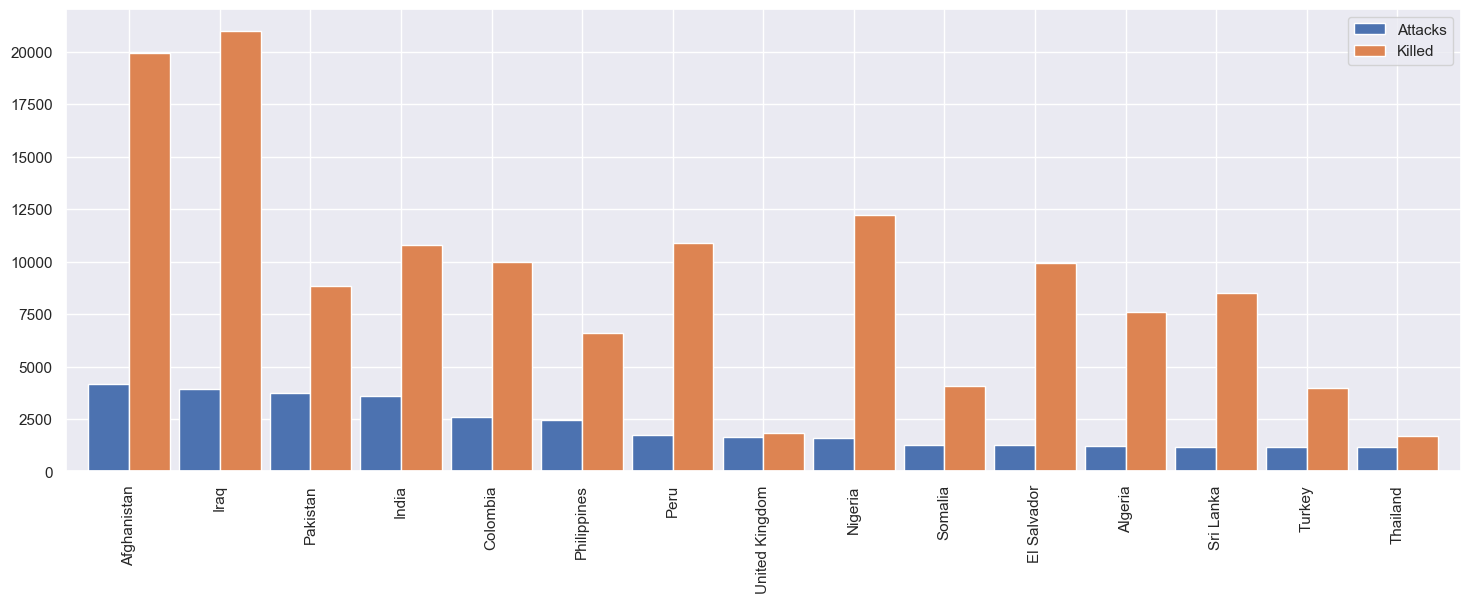 Attacks
Killed
20000
17500
15000
12500
10000
7500
5000
2500
0
Afghanistan
Iraq
Pakistan
India
Colombia
Philippines
Peru
United Kingdom
Nigeria
Somalia
El Salvador
Algeria
Sri Lanka
Turkey
Thailand